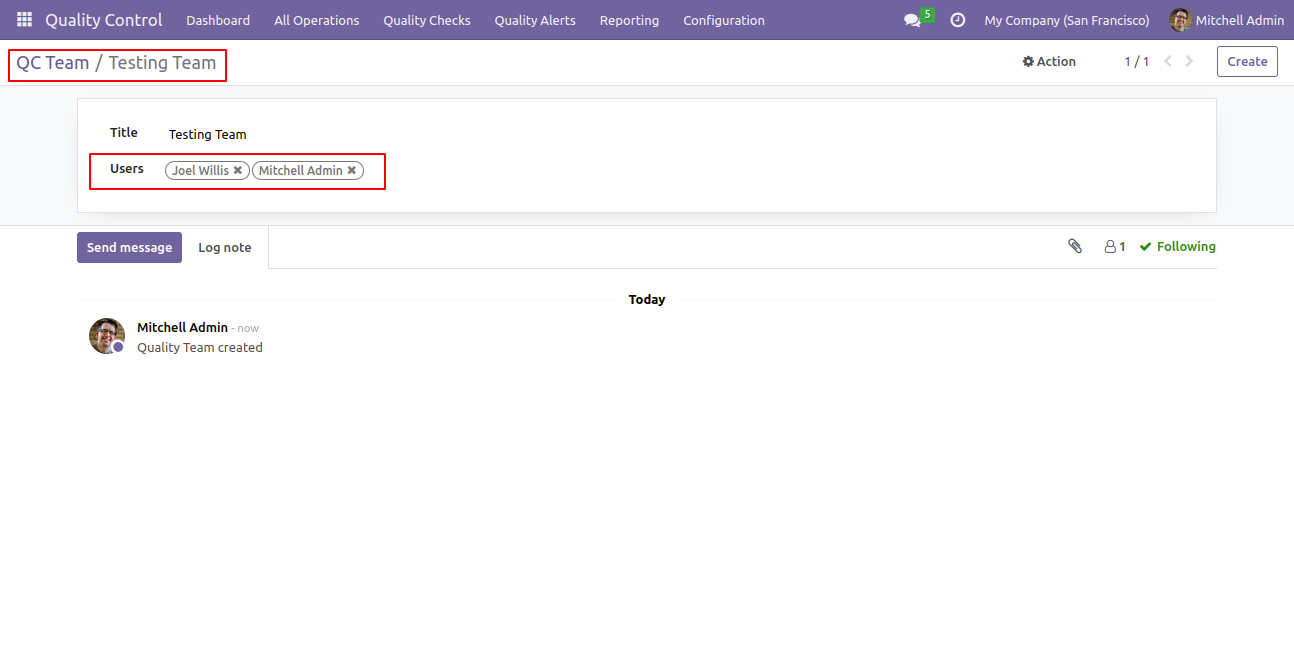 Quality Control Dashboard All Operations Quality Checks Quality Alerts Reporting Configuration 5 My Company (San Francisco) Mitchell Admin
QC Team / Testing Team Action 1 / 1 Create
Title Testing Team
Users Joel Willis Mitchell Admin
Send message Log note 1 Following
Today
Mitchell Admin - now
Quality Team created